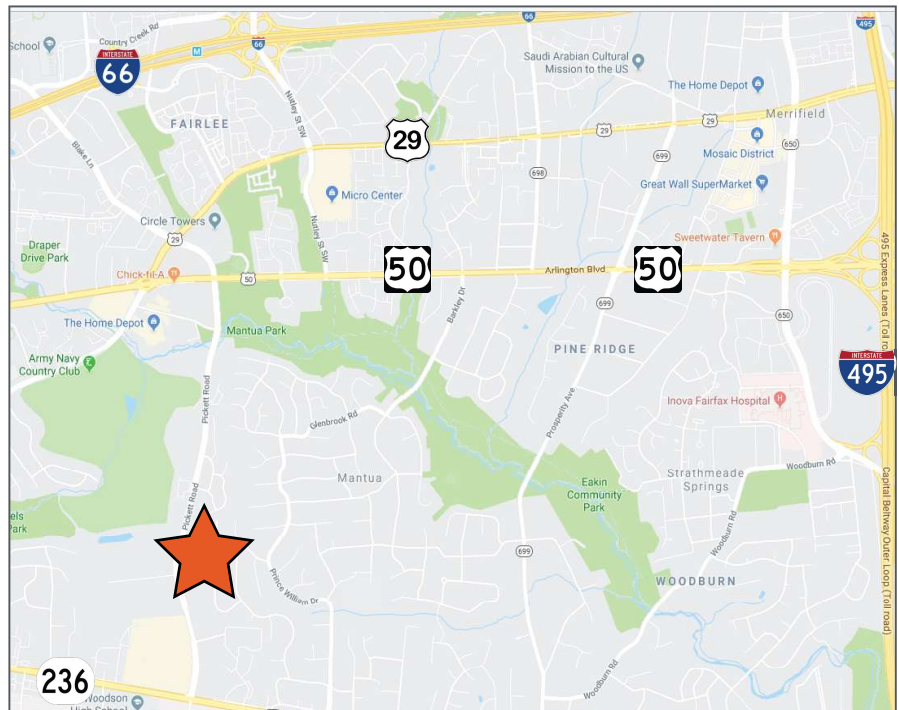 66
495
School
Country Creek Rd
M
66
INTERSTATE
66
Saudi Arabian Cultural
Mission to the US
The Home Depot
Nutley St SW
Merrifield
FAIRLEE
29
29
29
650
Mosaic District
Blake Ln
699
698
Great Wall SuperMarket
Micro Center
Circle Towers
Nutley St SW
29
Sweetwater Tavern
495 Express Lanes (Toll
Draper
Drive Park
Chick-fil-A
50
50
Arlington Blvd
50
699
Barkley Dr
650
The Home Depot
Mantua Park
PINE RIDGE
Army Navy
Country Club
INTERSTATE
495
Pickett Road
Prosperity Ave
Inova Fairfax Hospital
H
Glenbrook Rd
Mantua
Strathmeade
Springs
Woodburn Rd
Capital Beltway Outer Loop (Toll road)
Pickett Road
Eakin
Community
Park
Park
Woodburn Rd
699
Prince William Dr
WOODBURN
236
Woodson
High School
Woodburn Rd